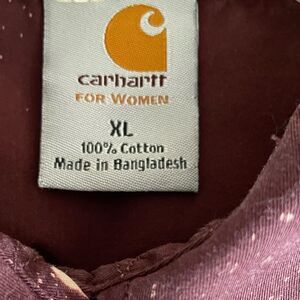 carhartt
FOR WOMEN
XL
100% Cotton
Made in Bangladesh